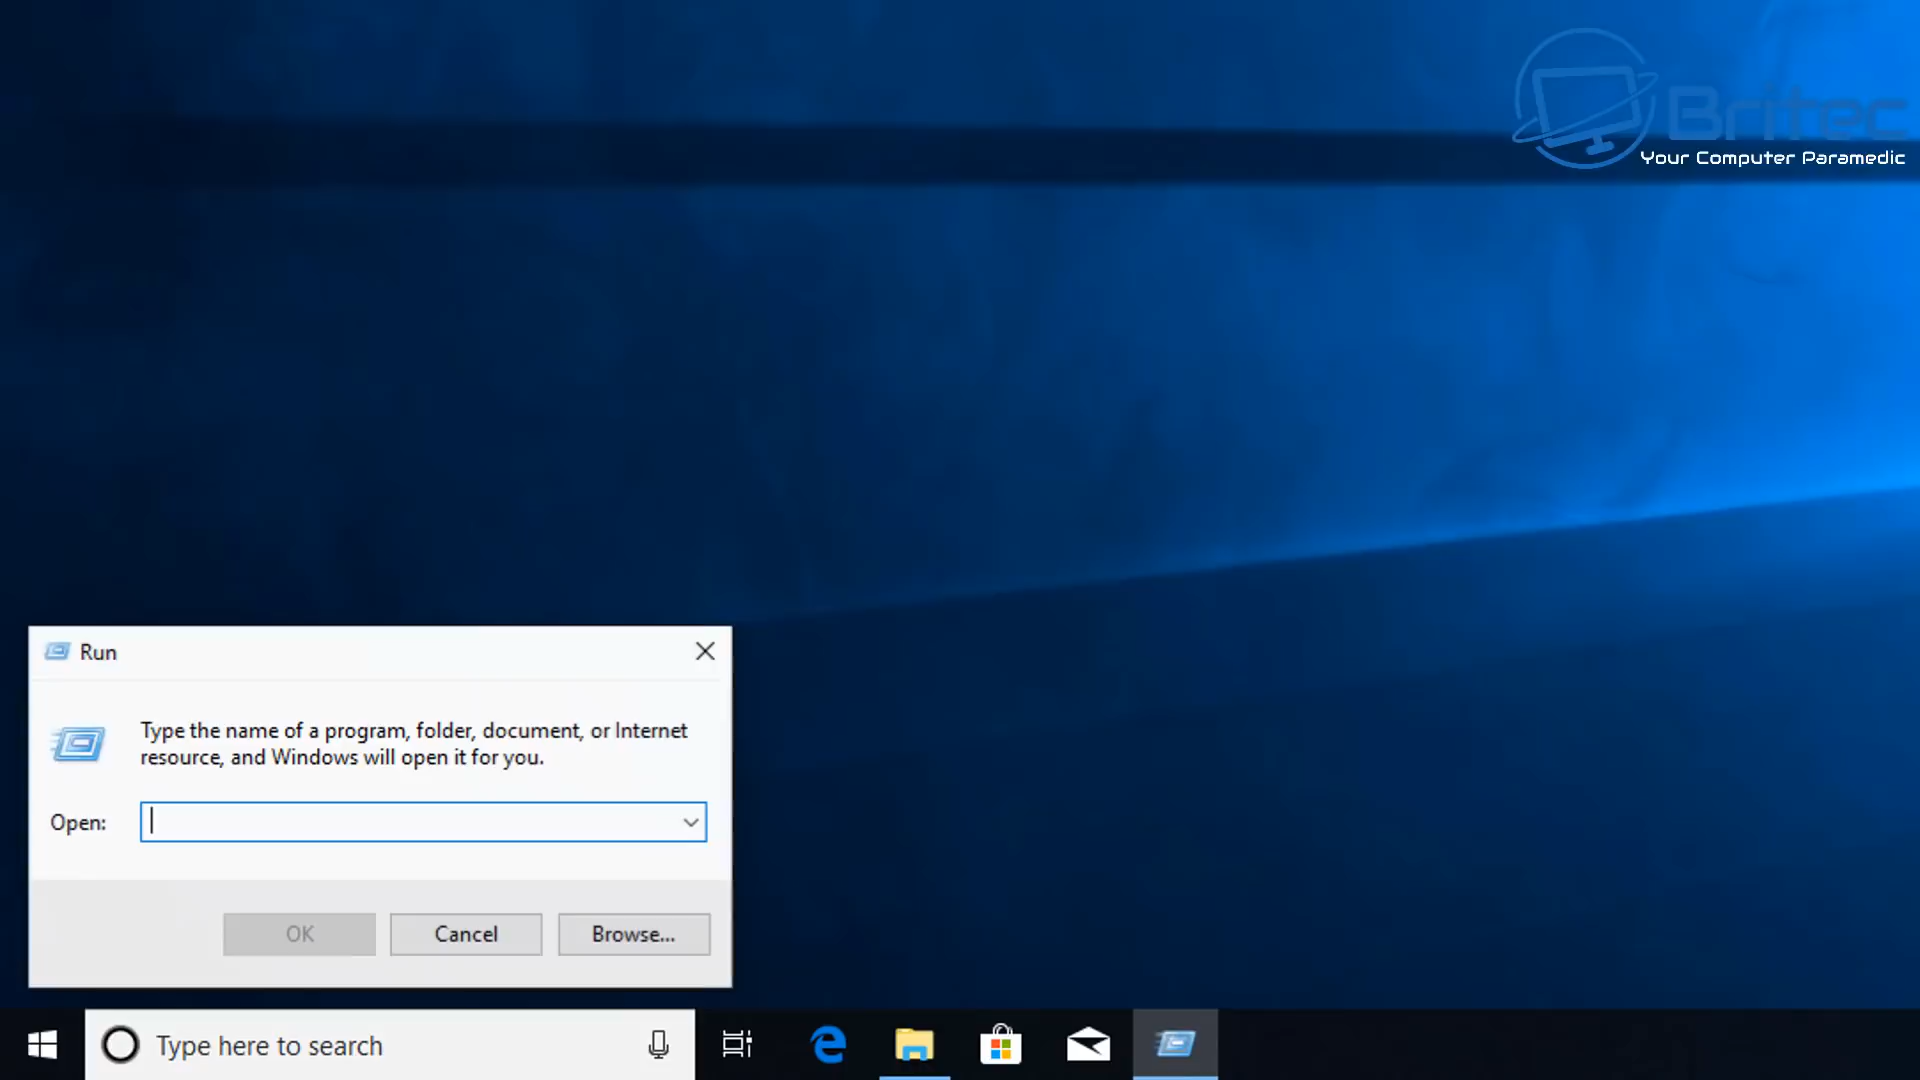 Britec
Your Computer Paramedic
Run
Type the name of a program, folder, document, or Internet
resource, and Windows will open it for you.
Open:
OK
Cancel
Browse...
Type here to search